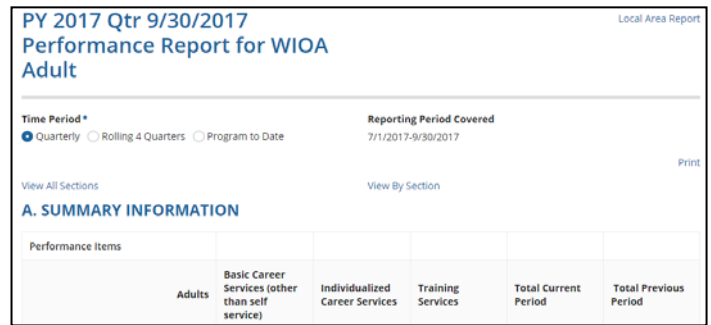 PY 2017 Qtr 9/30/2017
Performance Report for WIOA
Adult
Local Area Report
Time Period *
Quarterly Rolling 4 Quarters Program to Date
Reporting Period Covered
7/1/2017-9/30/2017
Print
View All Sections
View By Section
A. SUMMARY INFORMATION
Performance Items
Adults
Basic Career
Services (other
than self
service)
Individualized
Career Services
Training
Services
Total Current
Period
Total Previous
Period